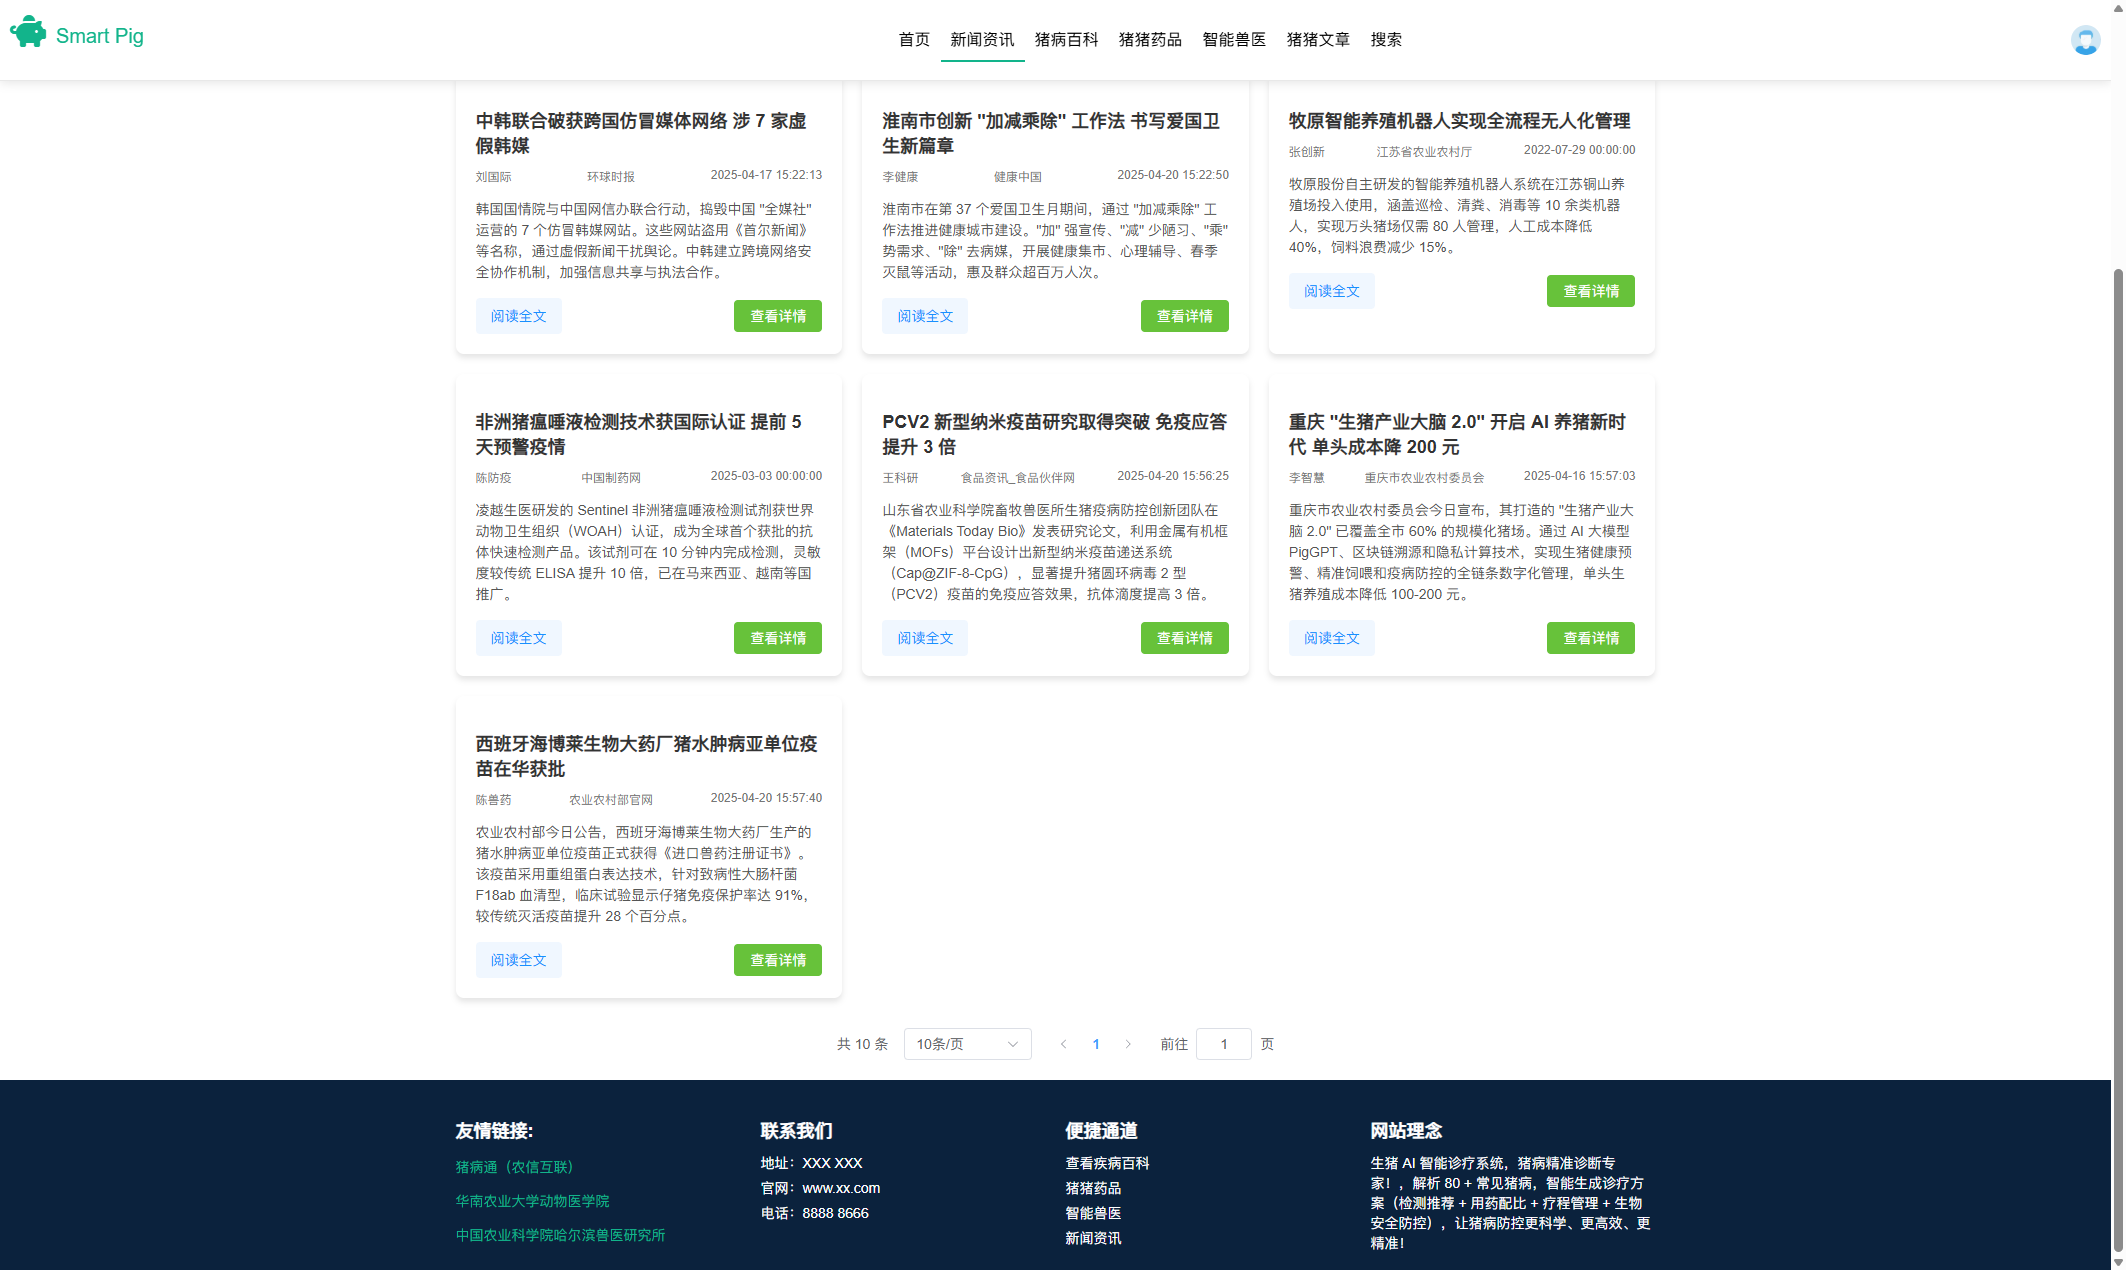 Smart Pig
首页 新闻资讯 猪病百科 猪猪药品 智能兽医 猪猪文章 搜索
中韩联合破获跨国仿冒媒体网络 涉 7 家虚
假韩媒
刘国际 环球时报 2025-04-17 15:22:13
韩国国情院与中国网信办联合行动，捣毁中国 "全媒社"
运营的 7 个仿冒韩媒网站。这些网站盗用《首尔新闻》
等名称，通过虚假新闻干扰舆论。中韩建立跨境网络安
全协作机制，加强信息共享与执法合作。
阅读全文 查看详情
淮南市创新 "加减乘除" 工作法 书写爱国卫
生新篇章
李健康 健康中国 2025-04-20 15:22:50
淮南市在第 37 个爱国卫生月期间，通过 "加减乘除" 工
作法推进健康城市建设。"加" 强宣传、"减" 少陋习、"乘"
势需求、"除" 去病媒，开展健康集市、心理辅导、春季
灭鼠等活动，惠及群众超百万人次。
阅读全文 查看详情
牧原智能养殖机器人实现全流程无人化管理
张创新 江苏省农业农村厅 2022-07-29 00:00:00
牧原股份自主研发的智能养殖机器人系统在江苏铜山养
殖场投入使用，涵盖巡检、清粪、消毒等 10 余类机器
人，实现万头猪场仅需 80 人管理，人工成本降低
40%，饲料浪费减少 15%。
阅读全文 查看详情
非洲猪瘟唾液检测技术获国际认证 提前 5
天预警疫情
陈防疫 中国制药网 2025-03-03 00:00:00
凌越生医研发的 Sentinel 非洲猪瘟唾液检测试剂获世界
动物卫生组织（WOAH）认证，成为全球首个获批的抗
体快速检测产品。该试剂可在 10 分钟内完成检测，灵敏
度较传统 ELISA 提升 10 倍，已在马来西亚、越南等国
推广。
阅读全文 查看详情
PCV2 新型纳米疫苗研究取得突破 免疫应答
提升 3 倍
王科研 食品资讯_食品伙伴网 2025-04-20 15:56:25
山东省农业科学院畜牧兽医所生猪疫病防控创新团队在
《Materials Today Bio》发表研究论文，利用金属有机框
架（MOFs）平台设计出新型纳米疫苗递送系统
（Cap@ZIF-8-CpG），显著提升猪圆环病毒 2 型
（PCV2）疫苗的免疫应答效果，抗体滴度提高 3 倍。
阅读全文 查看详情
重庆 "生猪产业大脑 2.0" 开启 AI 养猪新时
代 单头成本降 200 元
李智慧 重庆市农业农村委员会 2025-04-16 15:57:03
重庆市农业农村委员会今日宣布，其打造的 "生猪产业大
脑 2.0" 已覆盖全市 60% 的规模化猪场。通过 AI 大模型
PigGPT、区块链溯源和隐私计算技术，实现生猪健康预
警、精准饲喂和疫病防控的全链条数字化管理，单头生
猪养殖成本降低 100-200 元。
阅读全文 查看详情
西班牙海博莱生物大药厂猪水肿病亚单位疫
苗在华获批
陈兽药 农业农村部官网 2025-04-20 15:57:40
农业农村部今日公告，西班牙海博莱生物大药厂生产的
猪水肿病亚单位疫苗正式获得《进口兽药注册证书》。
该疫苗采用重组蛋白表达技术，针对致病性大肠杆菌
F18ab 血清型，临床试验显示仔猪免疫保护率达 91%，
较传统灭活疫苗提升 28 个百分点。
阅读全文 查看详情
共 10 条 10条/页 1 前往 1 页
友情链接:
猪病通（农信互联）
华南农业大学动物医学院
中国农业科学院哈尔滨兽医研究所
联系我们
地址：XXX XXX
官网：www.xx.com
电话：8888 8666
便捷通道
查看疾病百科
猪猪药品
智能兽医
新闻资讯
网站理念
生猪 AI 智能诊疗系统，猪病精准诊断专
家！，解析 80 + 常见猪病，智能生成诊疗方
案（检测推荐 + 用药配比 + 疗程管理 + 生物
安全防控），让猪病防控更科学、更高效、更
精准！